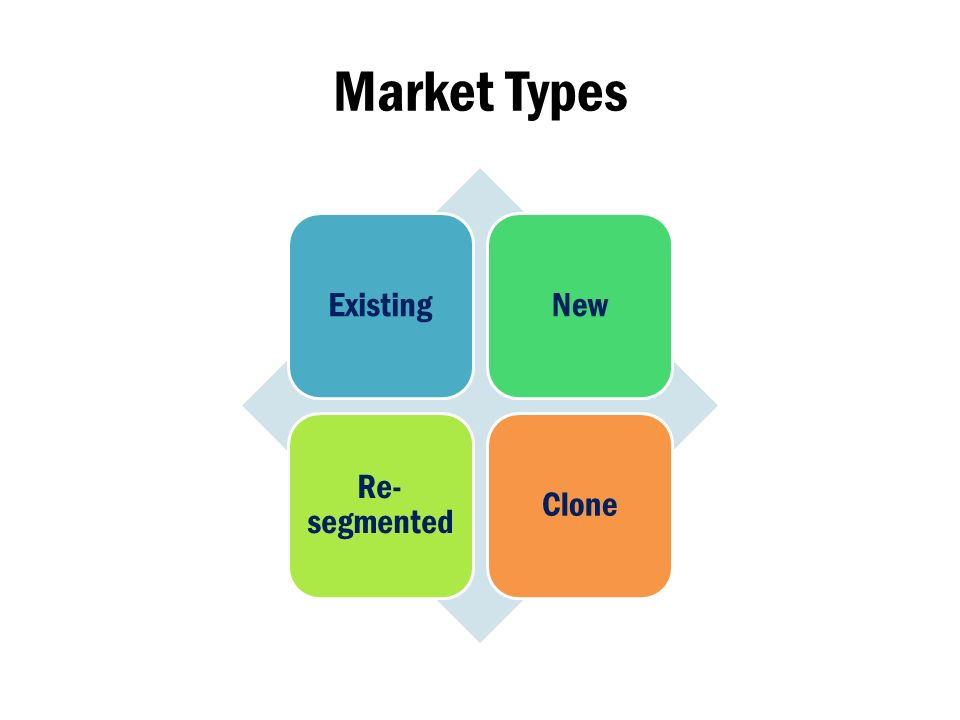 Market Types
Existing
New
Re-
segmented
Clone